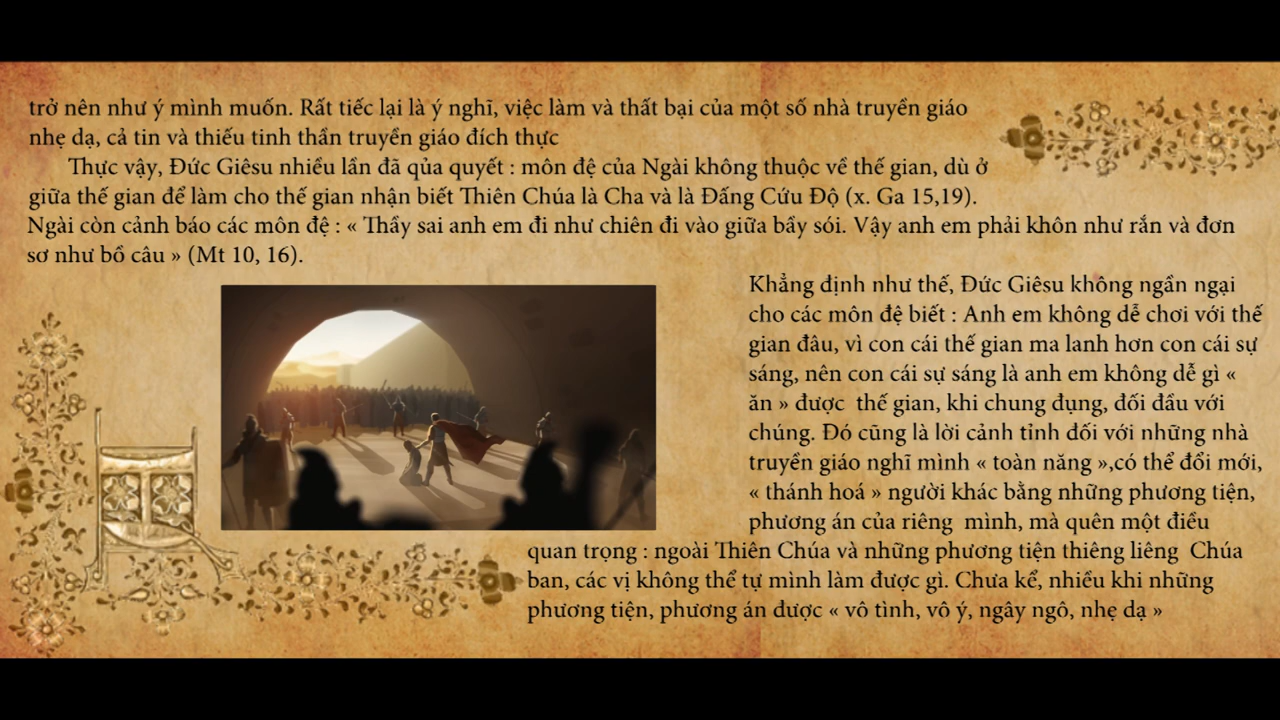 trở nên như ý mình muốn. Rất tiếc lại là ý nghĩ, việc làm và thất bại của một số nhà truyền giáo
nhẹ dạ, cả tin và thiếu tinh thần truyền giáo đích thực
Thực vậy, Đức Giêsu nhiều lần đã qủa quyết : môn đệ của Ngài không thuộc về thế gian, dù ở
giữa thế gian để làm cho thế gian nhận biết Thiên Chúa là Cha và là Đấng Cứu Độ (x. Ga 15,19).
Ngài còn cảnh báo các môn đệ : « Thầy sai anh em đi như chiên đi vào giữa bầy sói. Vậy anh em phải khôn như rắn và đơn
sơ như bồ câu » (Mt 10, 16).
Khẳng định như thế, Đức Giêsu không ngần ngại
cho các môn đệ biết : Anh em không dễ chơi với thế
gian đâu, vì con cái thế gian ma lanh hơn con cái sự
sáng, nên con cái sự sáng là anh em không dễ gì «
ăn » được thế gian, khi chung đụng, đối đầu với
chúng. Đó cũng là lời cảnh tỉnh đối với những nhà
truyền giáo nghĩ mình « toàn năng »,có thể đổi mới,
« thánh hoá » người khác bằng những phương tiện,
phương án của riêng mình, mà quên một điều
quan trọng : ngoài Thiên Chúa và những phương tiện thiêng liêng Chúa
ban, các vị không thể tự mình làm được gì. Chưa kể, nhiều khi những
phương tiện, phương án được « vô tình, vô ý, ngây ngô, nhẹ dạ »